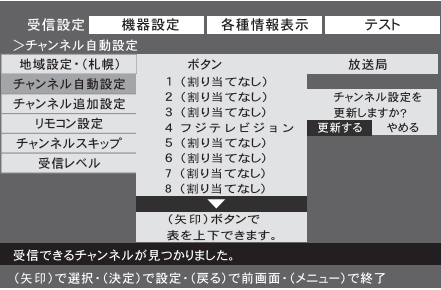 受信設定 機器設定 各種情報表示 テスト
＞チャンネル自動設定
地域設定・(札幌)
チャンネル自動設定
チャンネル追加設定
リモコン設定
チャンネルスキップ
受信レベル
ボタン
1 (割り当てなし)
2 (割り当てなし)
3 (割り当てなし)
4 フジテレビジョン
5 (割り当てなし)
6 (割り当てなし)
7 (割り当てなし)
8 (割り当てなし)
(矢印)ボタンで
表を上下できます。
放送局
チャンネル設定を
更新しますか?
更新する やめる
受信できるチャンネルが見つかりました。
(矢印)で選択・(決定)で設定・(戻る)で前画面・(メニュー)で終了